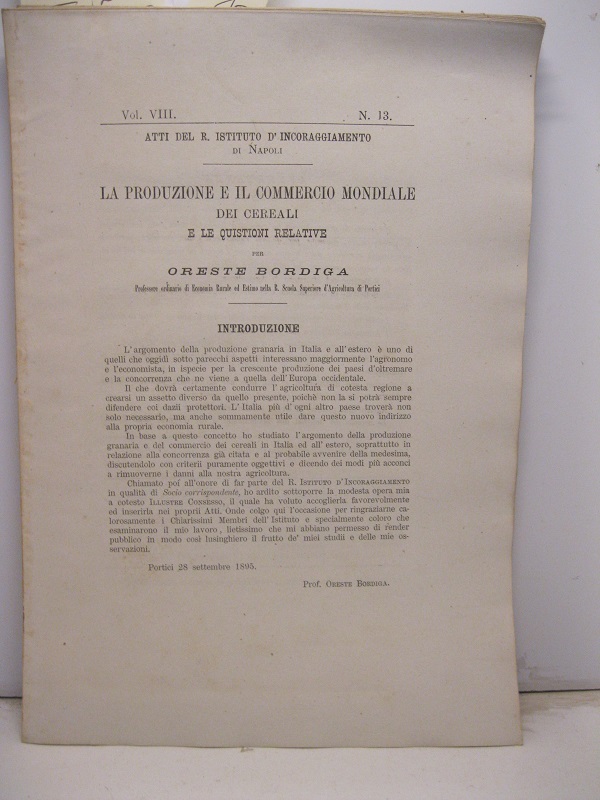 Vol. VIII. N. 13.
ATTI DEL R. ISTITUTO D' INCORAGGIAMENTO
DI NAPOLI
LA PRODUZIONE E IL COMMERCIO MONDIALE
DEI CEREALI
E LE QUISTIONI RELATIVE
PER
ORESTE BORDIGA
Professore ordinario di Economia Rurale ed Estimo nella R. Scuola Superiore d'Agricoltura di Portici
INTRODUZIONE
L'argomento della produzione granaria in Italia e all'estero è uno di
quelli che oggidì sotto parecchi aspetti interessano maggiormente l'agronomo
e l'economista, in ispecie per la crescente produzione dei paesi d'oltremare
e la concorrenza che ne viene a quella dell'Europa occidentale.
Il che dovrà certamente condurre l'agricoltura di cotesta regione a
crearsi un assetto diverso da quello presente, poichè non la si potrà sempre
difendere coi dazii protettori. L' Italia più d' ogni altro paese troverà non
solo necessario, ma anche sommamente utile dare questo nuovo indirizzo
alla propria economia rurale.
In base a questo concetto ho studiato l'argomento della produzione
granaria e del commercio dei cereali in Italia ed all' estero, soprattutto in
relazione alla concorrenza già citata e al probabile avvenire della medesima,
discutendolo con criterii puramente oggettivi e dicendo dei modi più acconci
a rimuoverne i danni alla nostra agricoltura.
Chiamato poi all'onore di far parte del R. ISTITUTO D' INCORAGGIAMENTO
in qualità di Socio corrispondente, ho ardito sottoporre la modesta opera mia
a cotesto ILLUSTRE CONSESSO, il quale ha voluto accoglierla favorevolmente
ed inserirla nei proprii Atti. Onde colgo qui l'occasione per ringraziarne ca-
lorosamente i Chiarissimi Membri dell'Istituto e specialmente coloro che
esaminarono il mio lavoro, lietissimo che mi abbiano permesso di render
pubblico in modo così lusinghiero il frutto de' miei studii e delle mie os-
servazioni.
Portici 28 settembre 1895.
Prof. ORESTE BORDIGA.